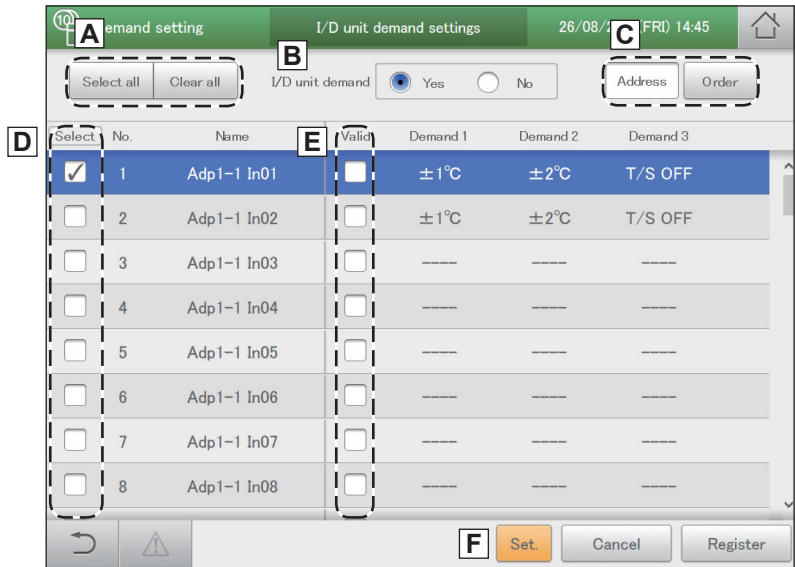 A emand setting I/D unit demand settings 26/08/2 (FRI) 14:45
B C
Select all Clear all I/D unit demand Yes No Address Order
D Select No. Name E Valid Demand 1 Demand 2 Demand 3
1 Adp1-1 In01 ±1℃ ±2℃ T/S OFF
2 Adp1-1 In02 ±1℃ ±2℃ T/S OFF
3 Adp1-1 In03 ---- ---- ----
4 Adp1-1 In04 ---- ---- ----
5 Adp1-1 In05 ---- ---- ----
6 Adp1-1 In06 ---- ---- ----
7 Adp1-1 In07 ---- ---- ----
8 Adp1-1 In08 ---- ---- ----
F Set. Cancel Register